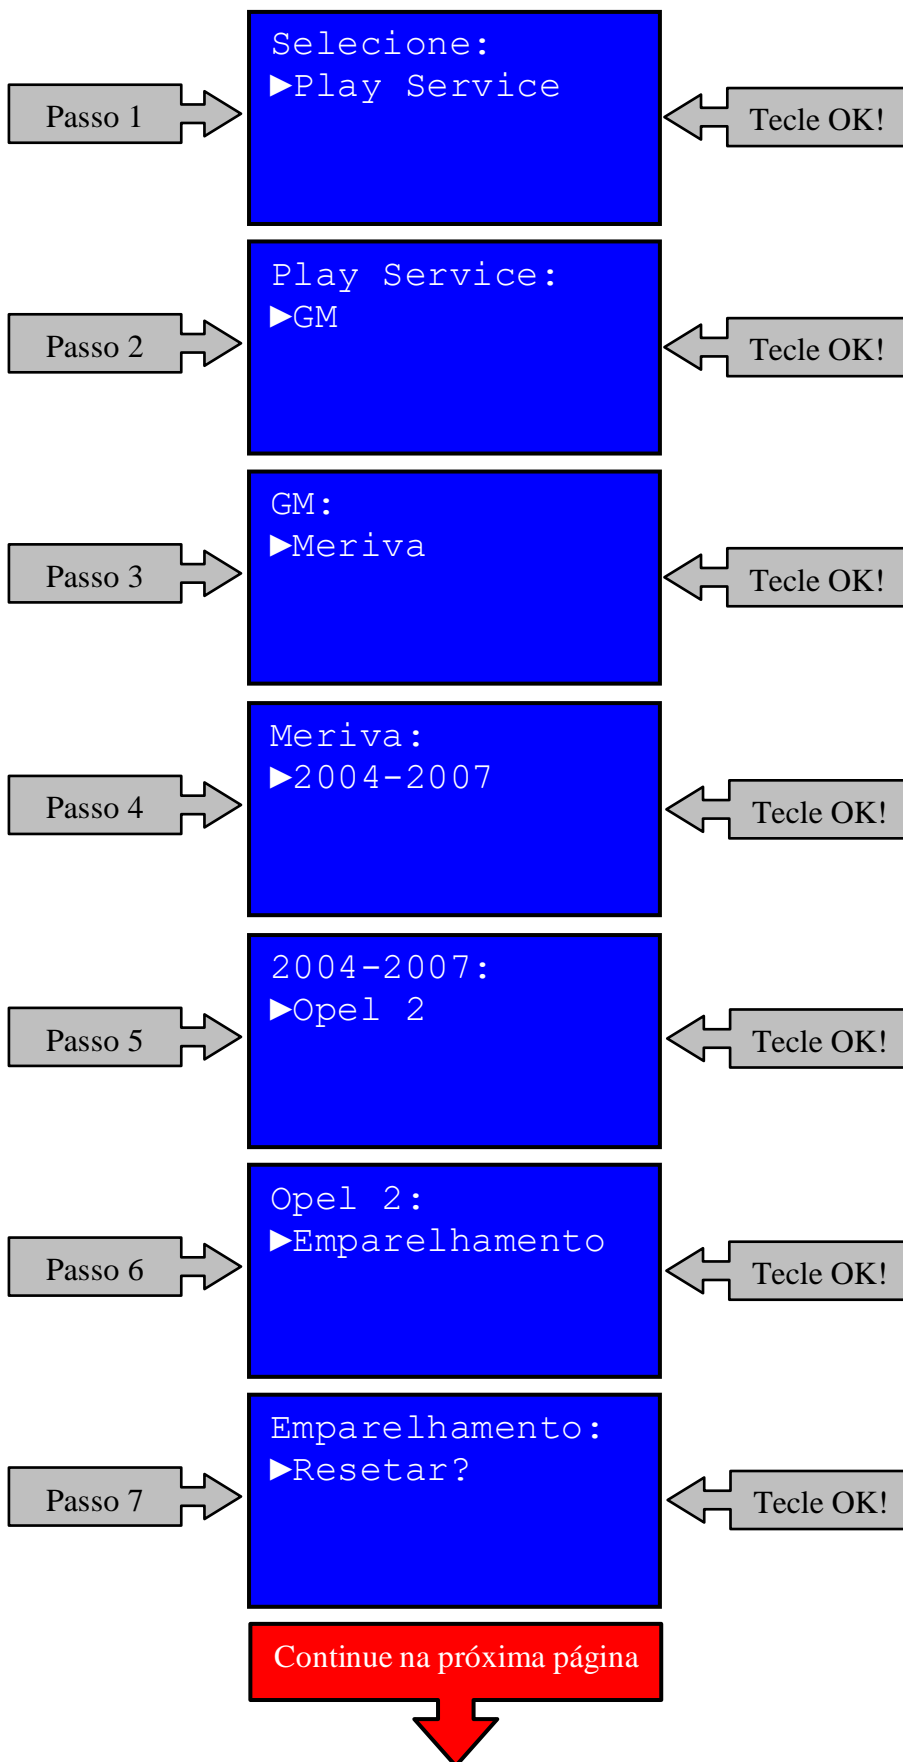 Selecione:
►Play Service
Passo 1
Tecle OK!
Play Service:
►GM
Passo 2
Tecle OK!
GM:
►Meriva
Passo 3
Tecle OK!
Meriva:
►2004-2007
Passo 4
Tecle OK!
2004-2007:
►Opel 2
Passo 5
Tecle OK!
Opel 2:
►Emparelhamento
Passo 6
Tecle OK!
Emparelhamento:
►Resetar?
Passo 7
Tecle OK!
Continue na próxima página